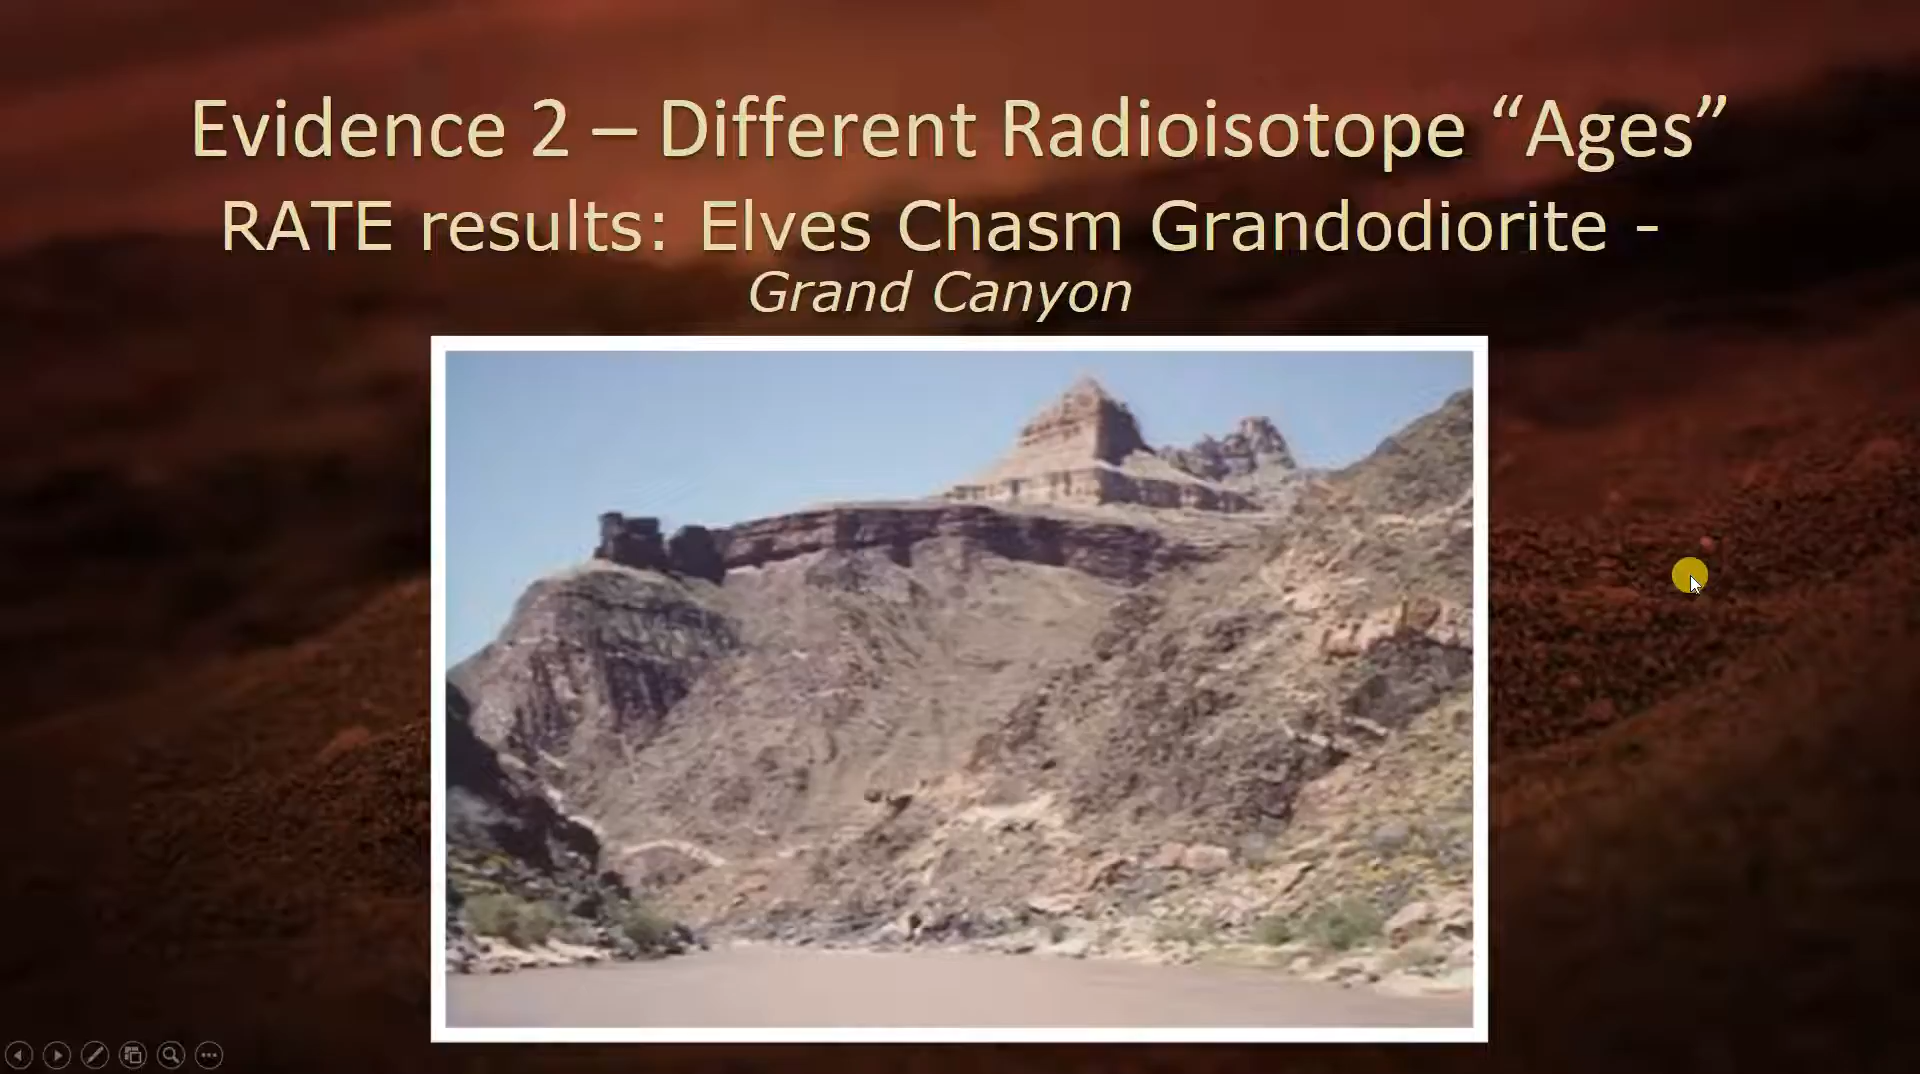 Evidence 2 – Different Radioisotope “Ages”
RATE results: Elves Chasm Grandodiorite -
Grand Canyon